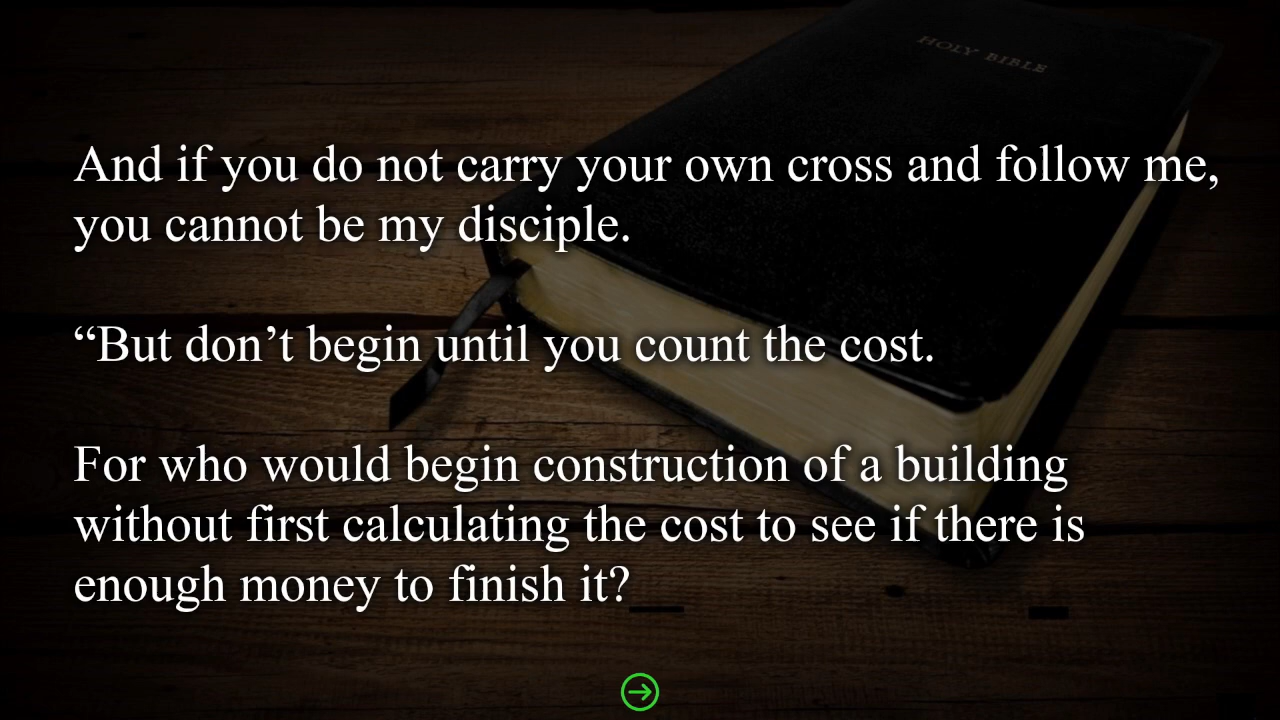 HOLY BIBLE
And if you do not carry your own cross and follow me,
you cannot be my disciple.
“But don’t begin until you count the cost.
For who would begin construction of a building
without first calculating the cost to see if there is
enough money to finish it?